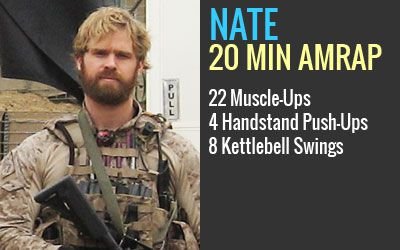 NATE
20 MIN AMRAP
22 Muscle-Ups
4 Handstand Push-Ups
8 Kettlebell Swings
PULL